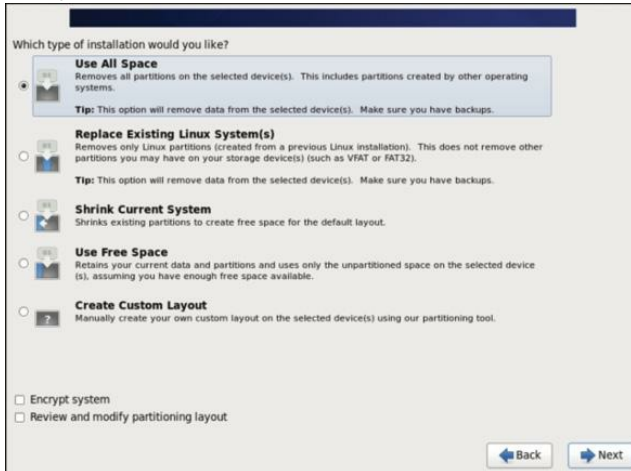 Which type of installation would you like?
Use All Space
Removes all partitions on the selected device(s). This includes partitions created by other operating
systems.
Tip: This option will remove data from the selected device(s). Make sure you have backups.
Replace Existing Linux System(s)
Removes only Linux partitions (created from a previous Linux installation). This does not remove other
partitions you may have on your storage device(s) (such as VFAT or FAT32).
Tip: This option will remove data from the selected device(s). Make sure you have backups.
Shrink Current System
Shrinks existing partitions to create free space for the default layout.
Use Free Space
Retains your current data and partitions and uses only the unpartitioned space on the selected device
(s), assuming you have enough free space available.
Create Custom Layout
Manually create your own custom layout on the selected device(s) using our partitioning tool.
Encrypt system
Review and modify partitioning layout
Back Next